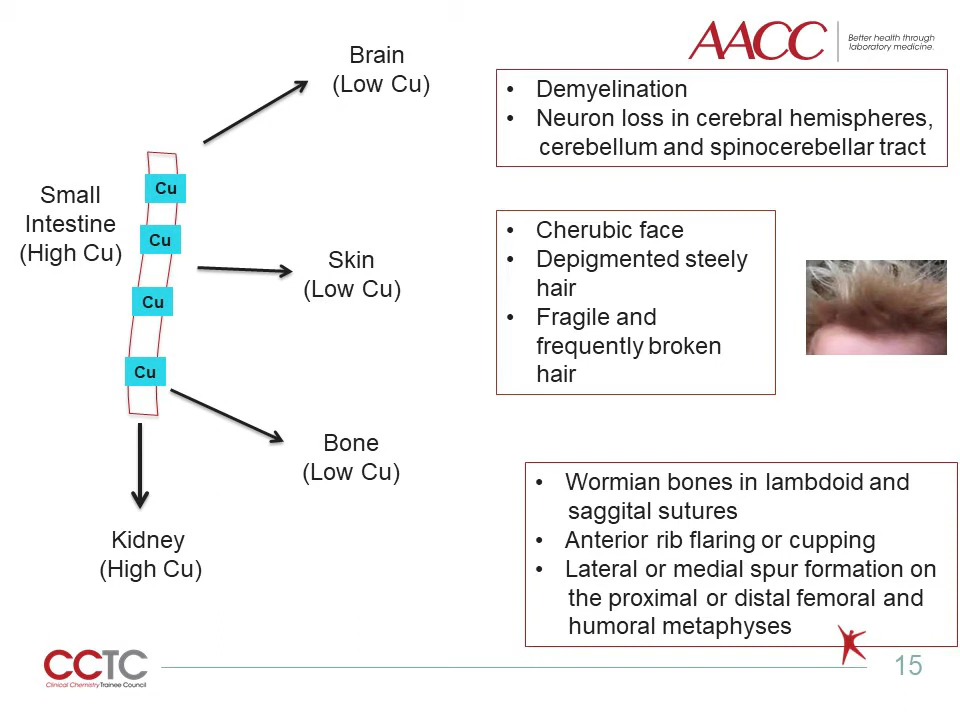 Brain
(Low Cu)
AACC
Better health through
laboratory medicine.
• Demyelination
• Neuron loss in cerebral hemispheres,
cerebellum and spinocerebellar tract
Small
Intestine
(High Cu)
Cu
Cu
Cu
Cu
Skin
(Low Cu)
• Cherubic face
• Depigmented steely
hair
• Fragile and
frequently broken
hair
Bone
(Low Cu)
• Wormian bones in lambdoid and
saggital sutures
• Anterior rib flaring or cupping
• Lateral or medial spur formation on
the proximal or distal femoral and
humoral metaphyses
Kidney
(High Cu)
CCTC
Clinical Chemistry Trainee Council
15